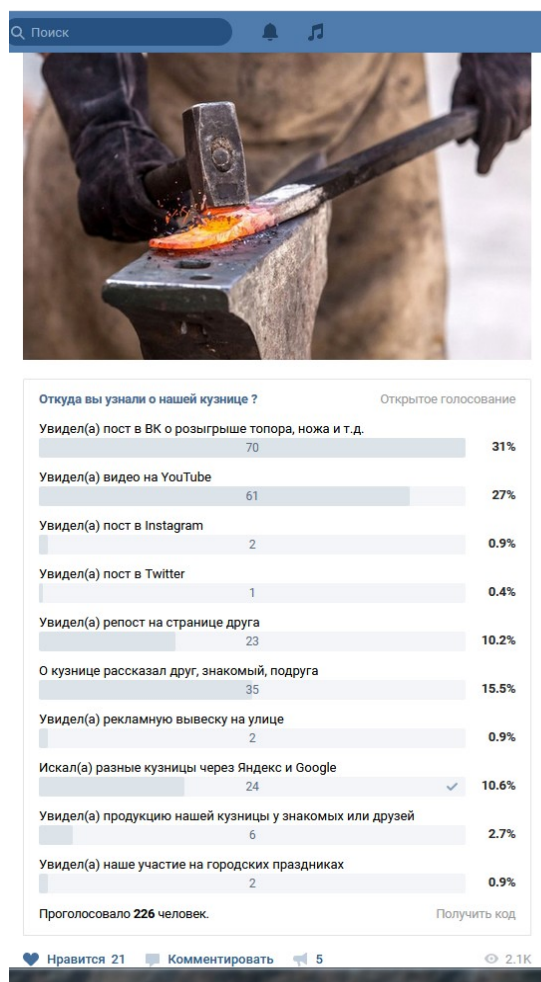 Поиск
Откуда вы узнали о нашей кузнице ? Открытое голосование
Увидел(а) пост в ВК о розыгрыше топора, ножа и т.д.
70 31%
Увидел(а) видео на YouTube
61 27%
Увидел(а) пост в Instagram
2 0.9%
Увидел(а) пост в Twitter
1 0.4%
Увидел(а) репост на странице друга
23 10.2%
О кузнице рассказал друг, знакомый, подруга
35 15.5%
Увидел(а) рекламную вывеску на улице
2 0.9%
Искал(а) разные кузницы через Яндекс и Google
24 10.6%
Увидел(а) продукцию нашей кузницы у знакомых или друзей
6 2.7%
Увидел(а) наше участие на городских праздниках
2 0.9%
Проголосовало 226 человек. Получить код
Нравится 21 Комментировать 5 2.1K